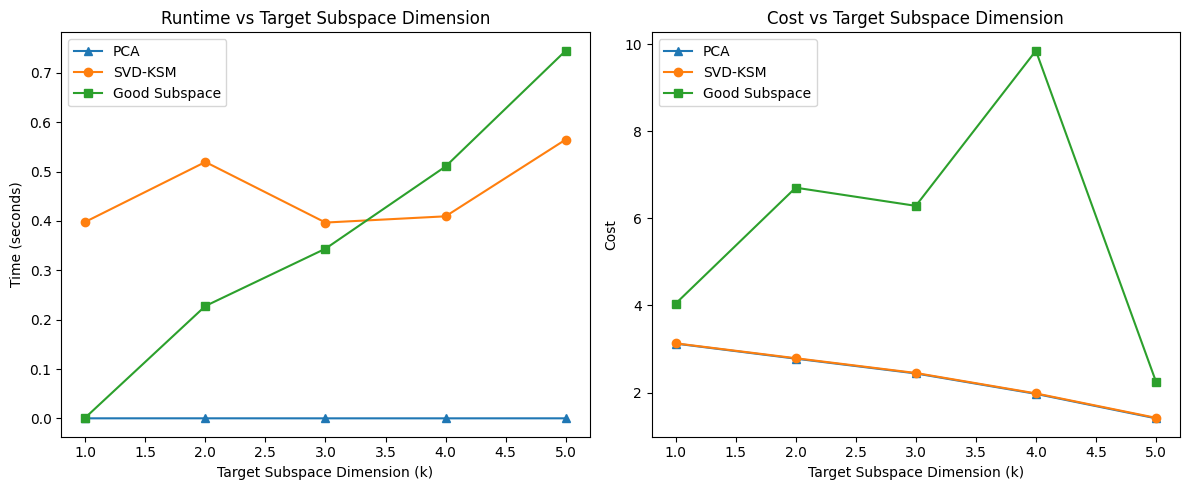 Runtime vs Target Subspace Dimension
PCA
SVD-KSM
Good Subspace
0.7
0.6
0.5
0.4
0.3
0.2
0.1
0.0
Time (seconds)
1.0 1.5 2.0 2.5 3.0 3.5 4.0 4.5 5.0
Target Subspace Dimension (k)
Cost vs Target Subspace Dimension
PCA
SVD-KSM
Good Subspace
10
8
6
4
2
Cost
1.0 1.5 2.0 2.5 3.0 3.5 4.0 4.5 5.0
Target Subspace Dimension (k)